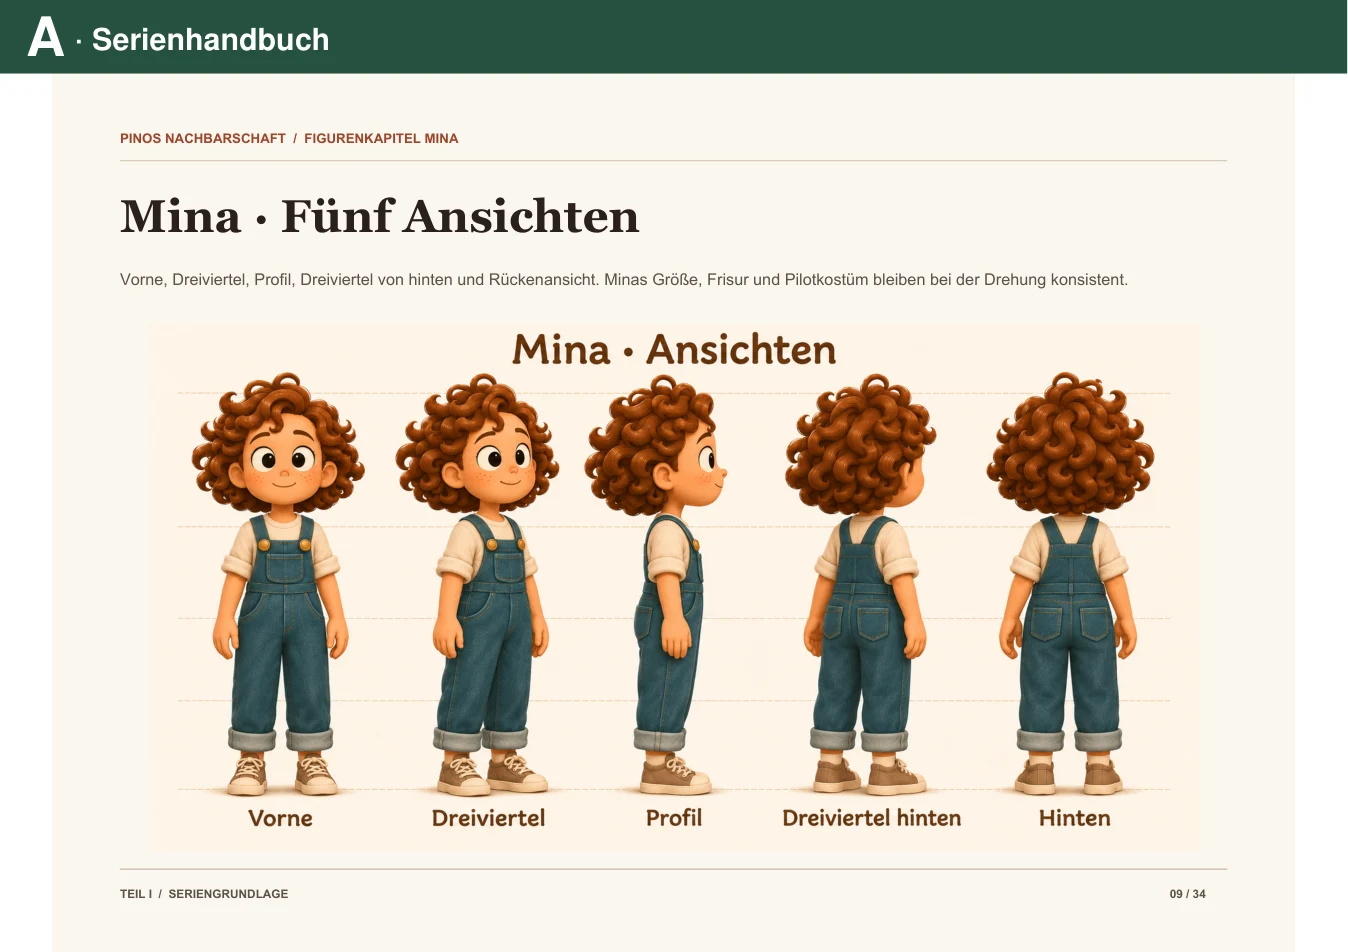 A · Serienhandbuch
PINOS NACHBARSCHAFT / FIGURENKAPITEL MINA
Mina · Fünf Ansichten
Vorne, Dreiviertel, Profil, Dreiviertel von hinten und Rückenansicht. Minas Größe, Frisur und Pilotkostüm bleiben bei der Drehung konsistent.
Mina · Ansichten
Vorne Dreiviertel Profil Dreiviertel hinten Hinten
TEIL I / SERIENGRUNDLAGE 09 / 34